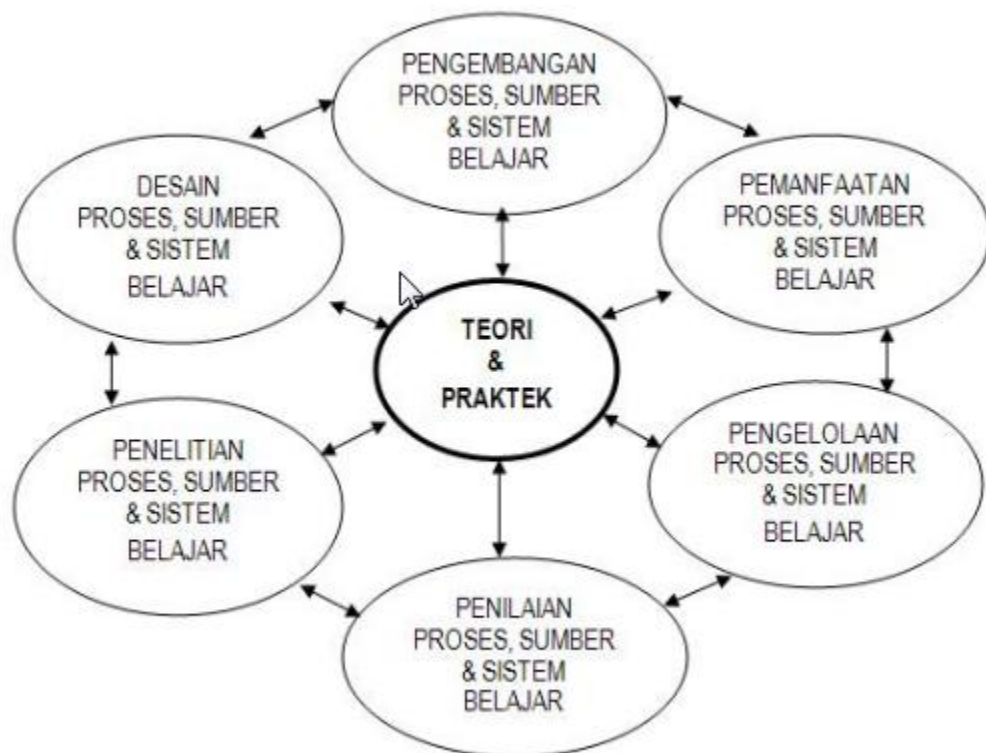 PENGEMBANGAN
PROSES, SUMBER
& SISTEM
BELAJAR
DESAIN
PROSES, SUMBER
& SISTEM
BELAJAR
PEMANFAATAN
PROSES, SUMBER
& SISTEM
BELAJAR
TEORI
&
PRAKTEK
PENELITIAN
PROSES, SUMBER
& SISTEM
BELAJAR
PENGELOLAAN
PROSES, SUMBER
& SISTEM
BELAJAR
PENILAIAN
PROSES, SUMBER
& SISTEM
BELAJAR